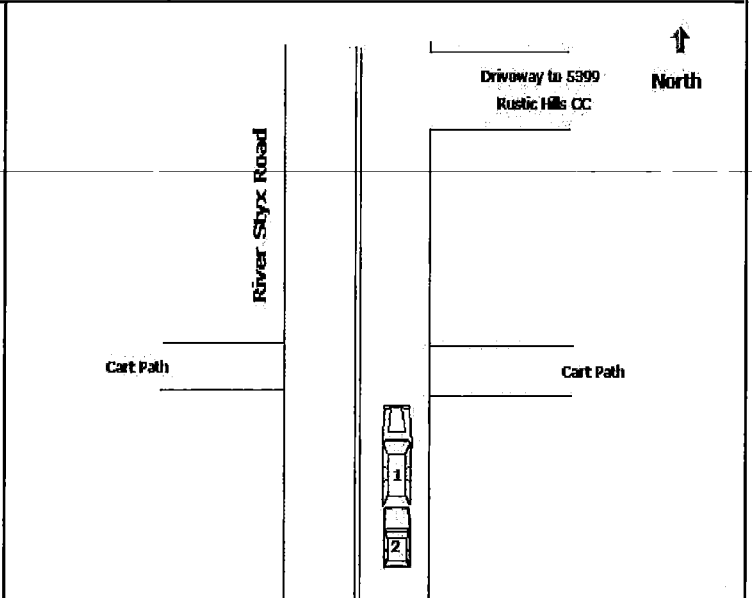 Driveway to 5399
Rustic Hills CC
North
River Styx Road
Cart Path
Cart Path
1
2